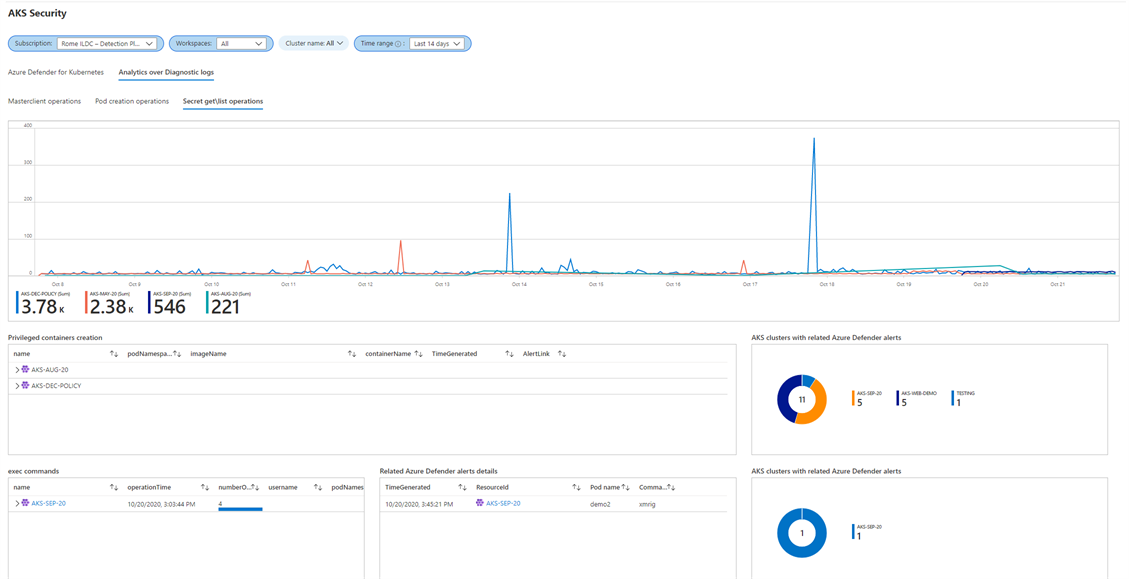 AKS Security
Subscription: Rome ILDC – Detection Pl... Workspaces: All Cluster name: All Time range : Last 14 days
Azure Defender for Kubernetes Analytics over Diagnostic logs
Masterclient operations Pod creation operations Secret get\list operations
400
300
200
100
0
Oct 8 Oct 9 Oct 10 Oct 11 Oct 12 Oct 13 Oct 14 Oct 15 Oct 16 Oct 17 Oct 18 Oct 19 Oct 20 Oct 21
AKS-DEC-POLICY (Sum) AKS-MAY-20 (Sum) AKS-SEP-20 (Sum) AKS-AUG-20 (Sum)
3.78 K 2.38 K 546 221
Privileged containers creation
name podNamespa... imageName containerName TimeGenerated AlertLink
AKS-AUG-20
AKS-DEC-POLICY
AKS clusters with related Azure Defender alerts
11
AKS-SEP-20 AKS-WEB-DEMO TESTING
5 5 1
exec commands
name operationTime numberO... username podNames
AKS-SEP-20 10/20/2020, 3:03:44 PM 4
Related Azure Defender alerts details
TimeGenerated ResourceId Pod name Comma...
10/20/2020, 3:45:21 PM AKS-SEP-20 demo2 xmrig
AKS clusters with related Azure Defender alerts
1
AKS-SEP-20
1